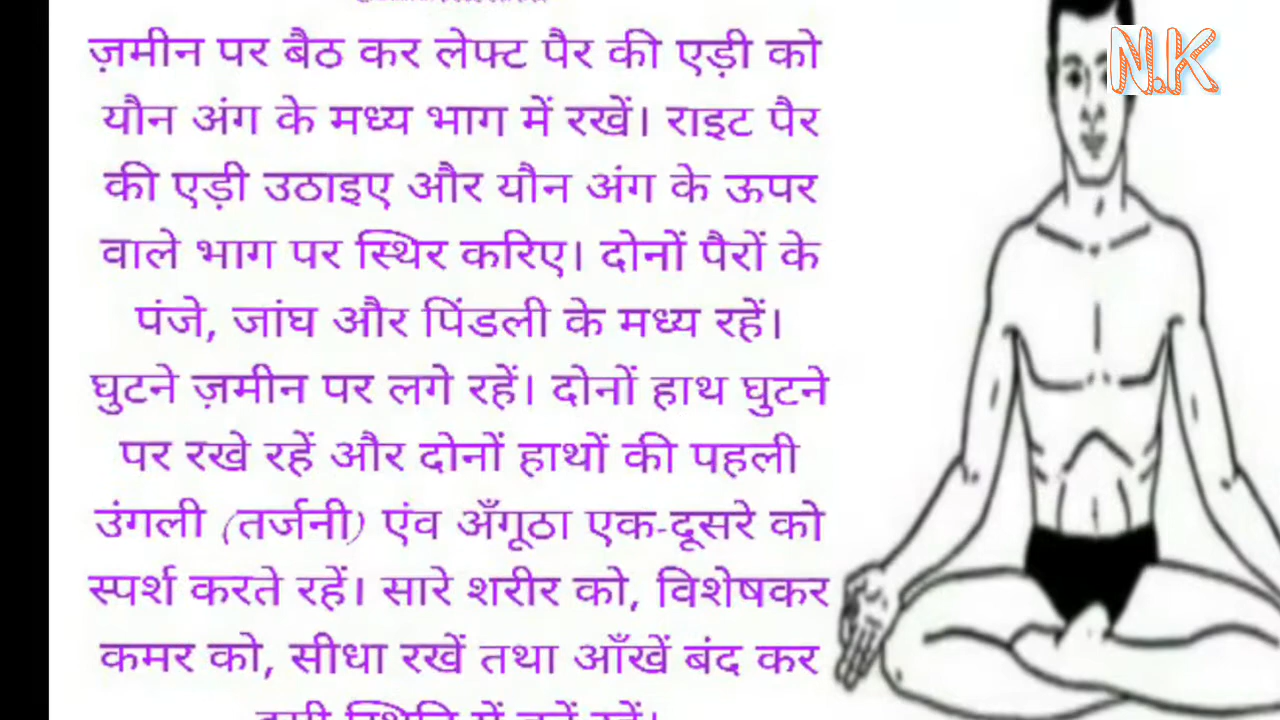 ज़मीन पर बैठ कर लेफ्ट पैर की एड़ी को
यौन अंग के मध्य भाग में रखें। राइट पैर
की एड़ी उठाइए और यौन अंग के ऊपर
वाले भाग पर स्थिर करिए। दोनों पैरों के
पंजे, जांघ और पिंडली के मध्य रहें।
घुटने ज़मीन पर लगे रहें। दोनों हाथ घुटने
पर रखे रहें और दोनों हाथों की पहली
उंगली (तर्जनी) एंव अँगूठा एक-दूसरे को
स्पर्श करते रहें। सारे शरीर को, विशेषकर
कमर को, सीधा रखें तथा आँखें बंद कर
N.K